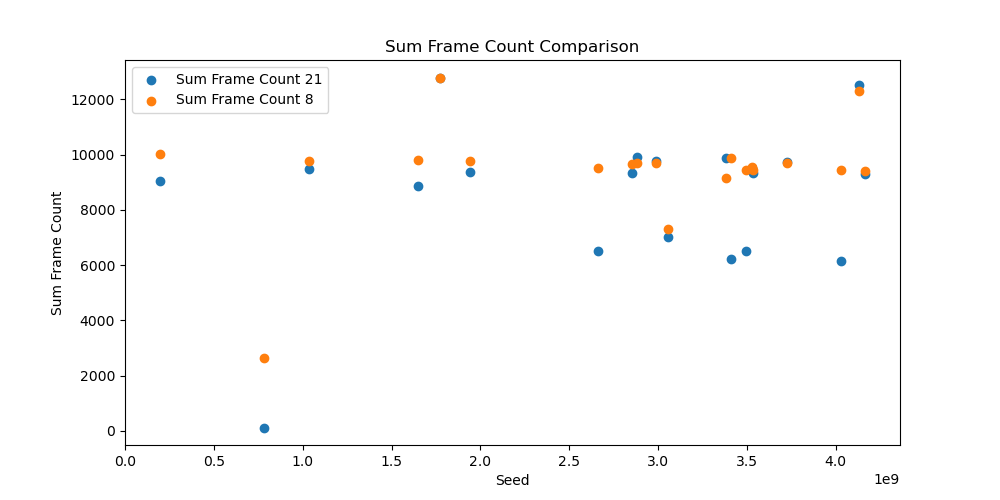 Sum Frame Count Comparison
Sum Frame Count 21
Sum Frame Count 8
12000
10000
8000
6000
4000
2000
0
Sum Frame Count
0.0 0.5 1.0 1.5 2.0 2.5 3.0 3.5 4.0
1e9
Seed